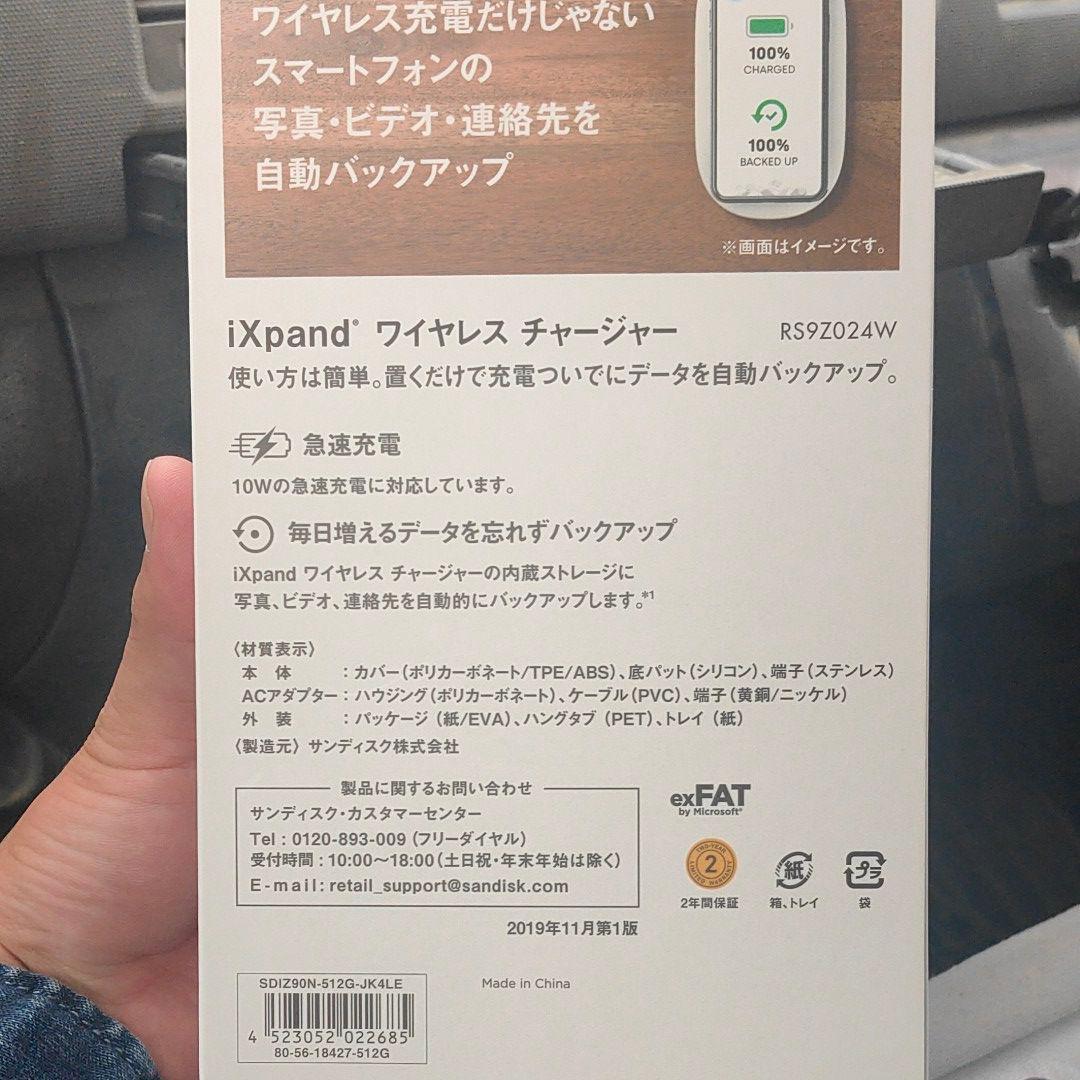 ワイヤレス充電だけじゃない
スマートフォンの
写真・ビデオ・連絡先を
自動バックアップ
100%
CHARGED
100%
BACKED UP
※画面はイメージです。
iXpand® ワイヤレス チャージャー RS9Z024W
使い方は簡単。置くだけで充電ついでにデータを自動バックアップ。
急速充電
10Wの急速充電に対応しています。
毎日増えるデータを忘れずバックアップ
iXpand ワイヤレス チャージャーの内蔵ストレージに
写真、ビデオ、連絡先を自動的にバックアップします。*1
〈材質表示〉
本 体 : カバー(ポリカーボネート/TPE/ABS)、底パット(シリコン)、端子(ステンレス)
ACアダプター : ハウジング(ポリカーボネート)、ケーブル(PVC)、端子(黄銅/ニッケル)
外 装 : パッケージ (紙/EVA)、ハングタブ (PET)、トレイ (紙)
〈製造元〉 サンディスク株式会社
製品に関するお問い合わせ
サンディスク・カスタマーセンター
Tel : 0120-893-009 (フリーダイヤル)
受付時間 : 10:00〜18:00(土日祝・年末年始は除く)
E-mail: retail_support@sandisk.com
2019年11月第1版
exFAT
by Microsoft®
TWO-YEAR
2
LIMITED WARRANTY
2年間保証
紙
箱、トレイ
プラ
袋
SDIZ90N-512G-JK4LE
4 523052 022685
80-56-18427-512G
Made in China